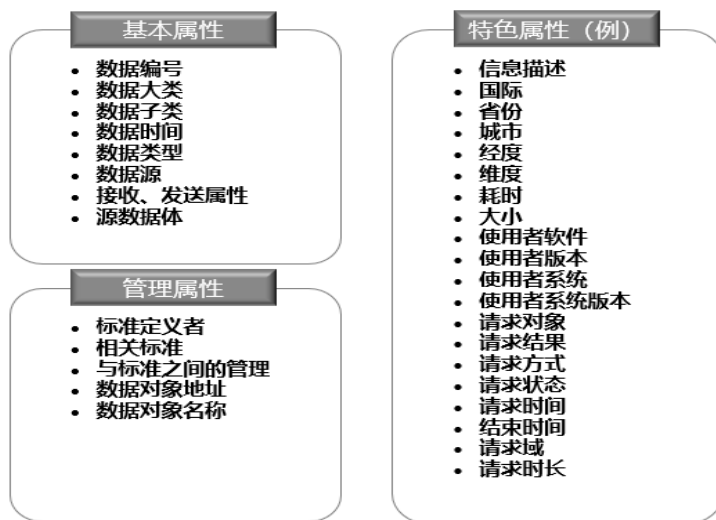 基本属性
数据编号
数据大类
数据子类
数据时间
数据类型
数据源
接收、发送属性
源数据体
管理属性
标准定义者
相关标准
与标准之间的管理
数据对象地址
数据对象名称
特色属性（例）
信息描述
国际
省份
城市
经度
维度
耗时
大小
使用者软件
使用者版本
使用者系统
使用者系统版本
请求对象
请求结果
请求方式
请求状态
请求时间
结束时间
请求域
请求时长